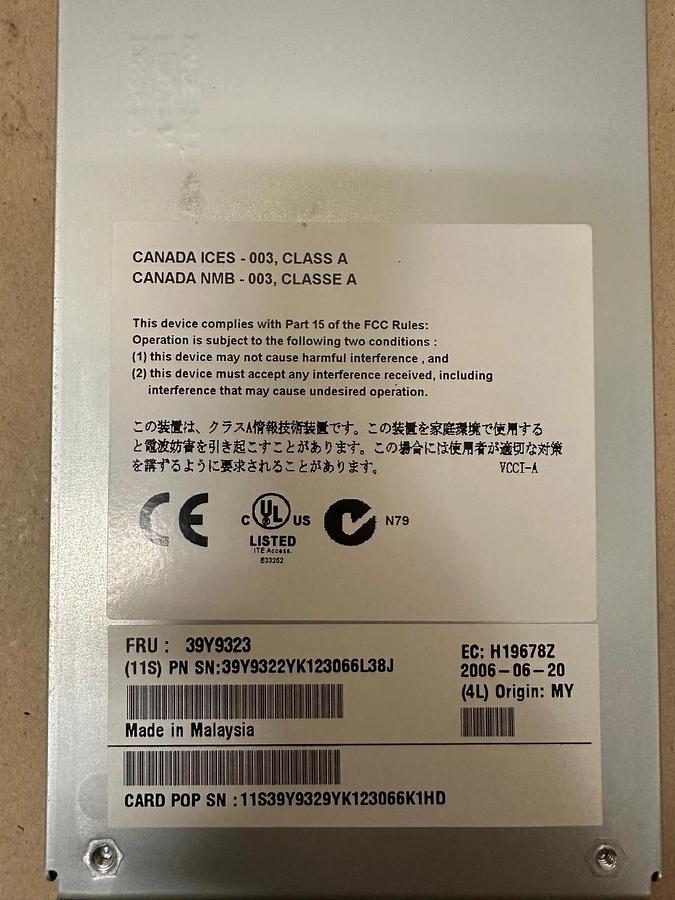 CANADA ICES - 003, CLASS A
CANADA NMB - 003, CLASSE A
This device complies with Part 15 of the FCC Rules:
Operation is subject to the following two conditions :
(1) this device may not cause harmful interference , and
(2) this device must accept any interference received, including
interference that may cause undesired operation.
この装置は、クラスA情報技術装置です。この装置を家庭環境で使用する
と電波妨害を引き起こすことがあります。この場合には使用者が適切な対策
を講ずるように要求されることがあります。 VCCI-A
CE C UL US N79
LISTED
ITE Access.
E33262
FRU : 39Y9323
(11S) PN SN:39Y9322YK123066L38J
EC: H19678Z
2006-06-20
(4L) Origin: MY
Made in Malaysia
CARD POP SN :11S39Y9329YK123066K1HD